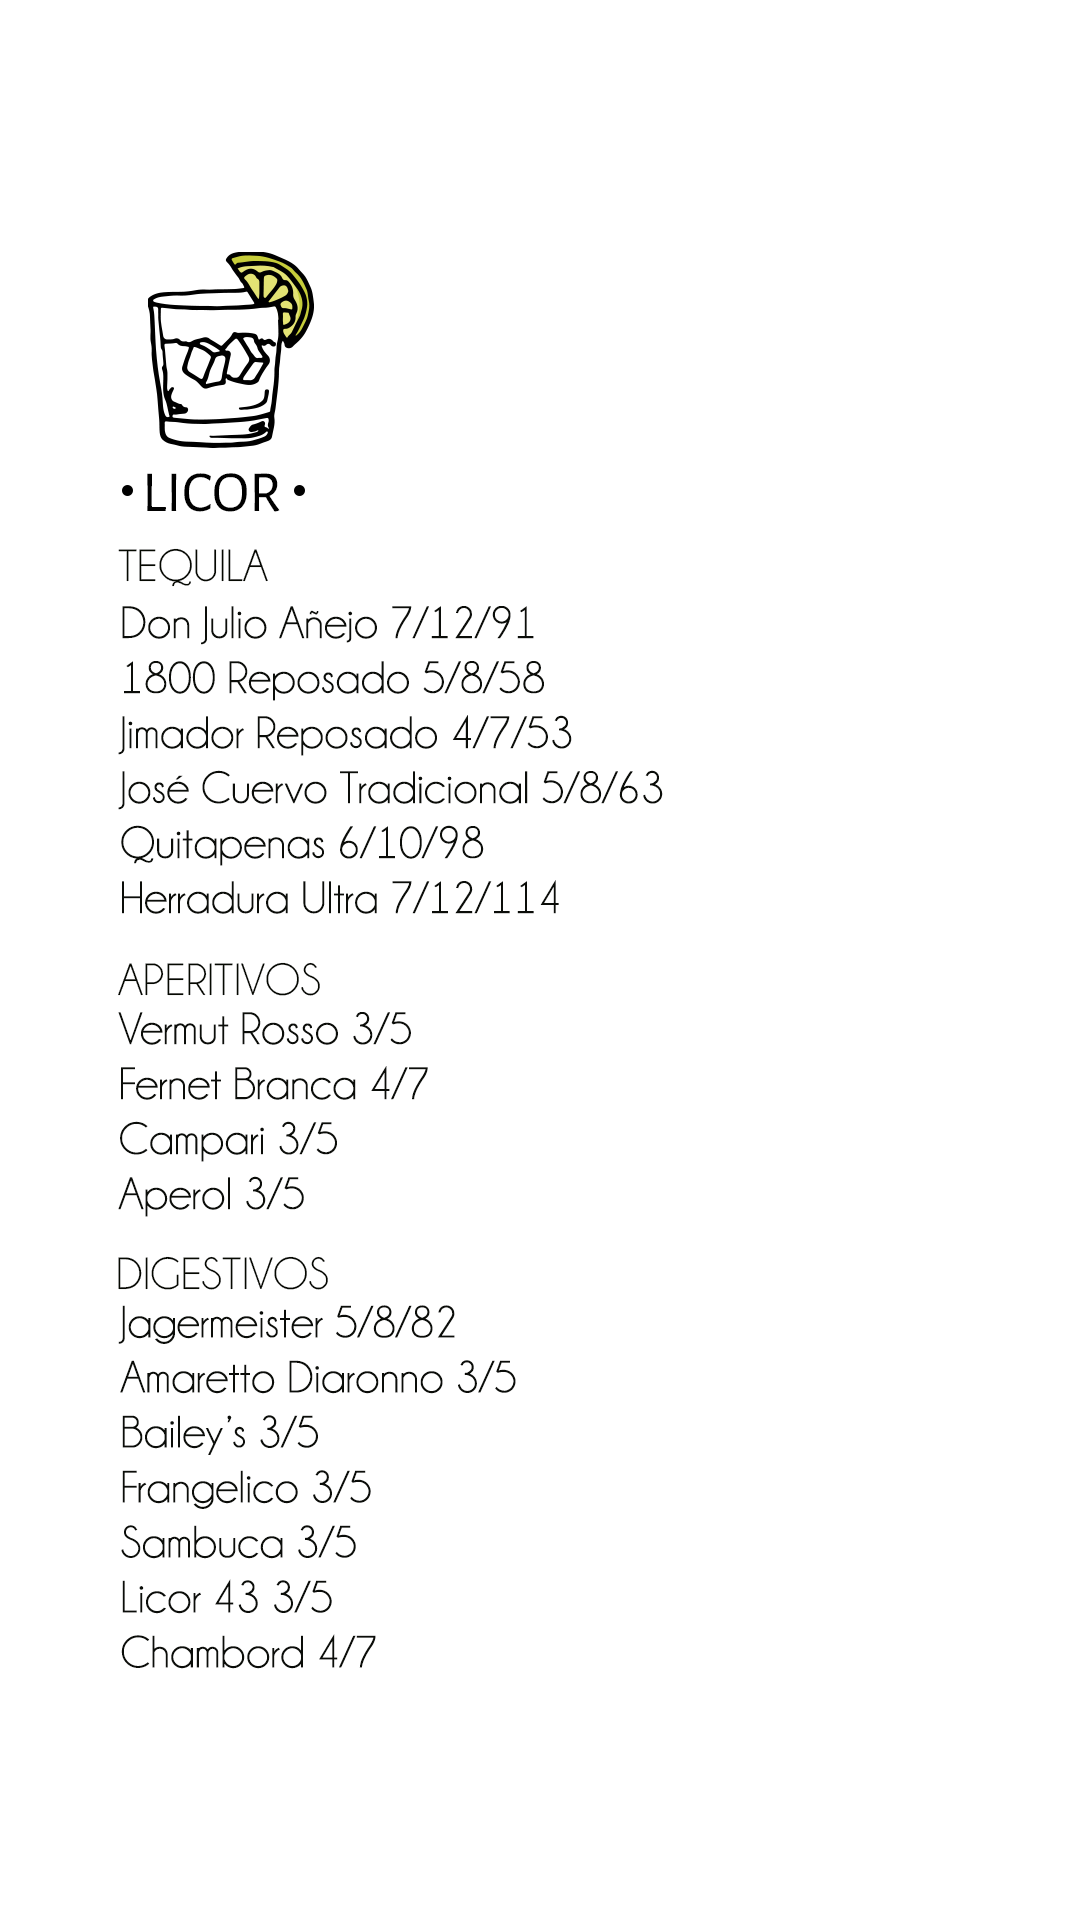 • LICOR •
TEQUILA
Don Julio Añejo 7/12/91
1800 Reposado 5/8/58
Jimador Reposado 4/7/53
José Cuervo Tradicional 5/8/63
Quitapenas 6/10/98
Herradura Ultra 7/12/114
APERITIVOS
Vermut Rosso 3/5
Fernet Branca 4/7
Campari 3/5
Aperol 3/5
DIGESTIVOS
Jagermeister 5/8/82
Amaretto Diaronno 3/5
Bailey’s 3/5
Frangelico 3/5
Sambuca 3/5
Licor 43 3/5
Chambord 4/7